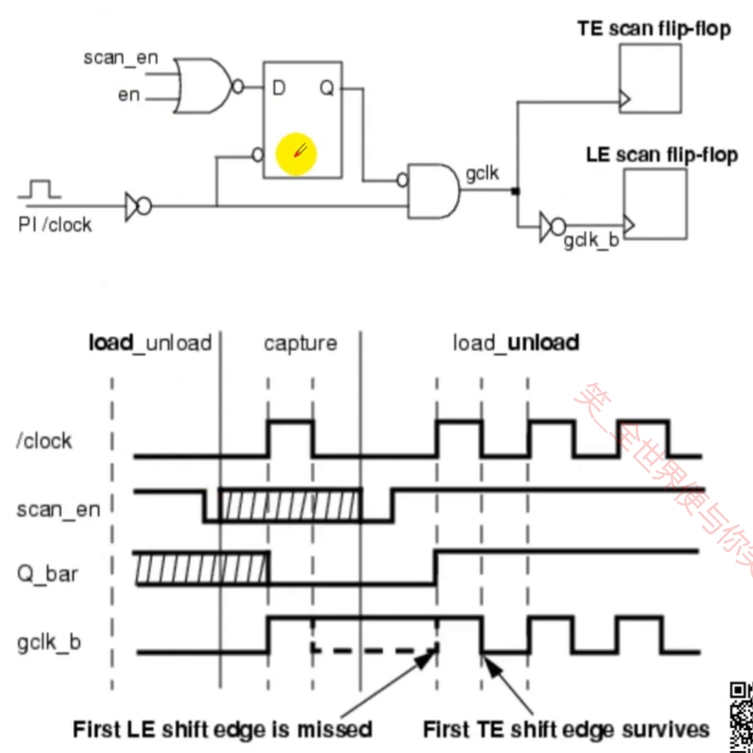 TE scan flip-flop
scan_en
en
D Q
LE scan flip-flop
gclk
PI /clock
gclk_b
load_unload capture load_unload
/clock
scan_en
Q_bar
gclk_b
First LE shift edge is missed First TE shift edge survives
笑_全世界便与你笑